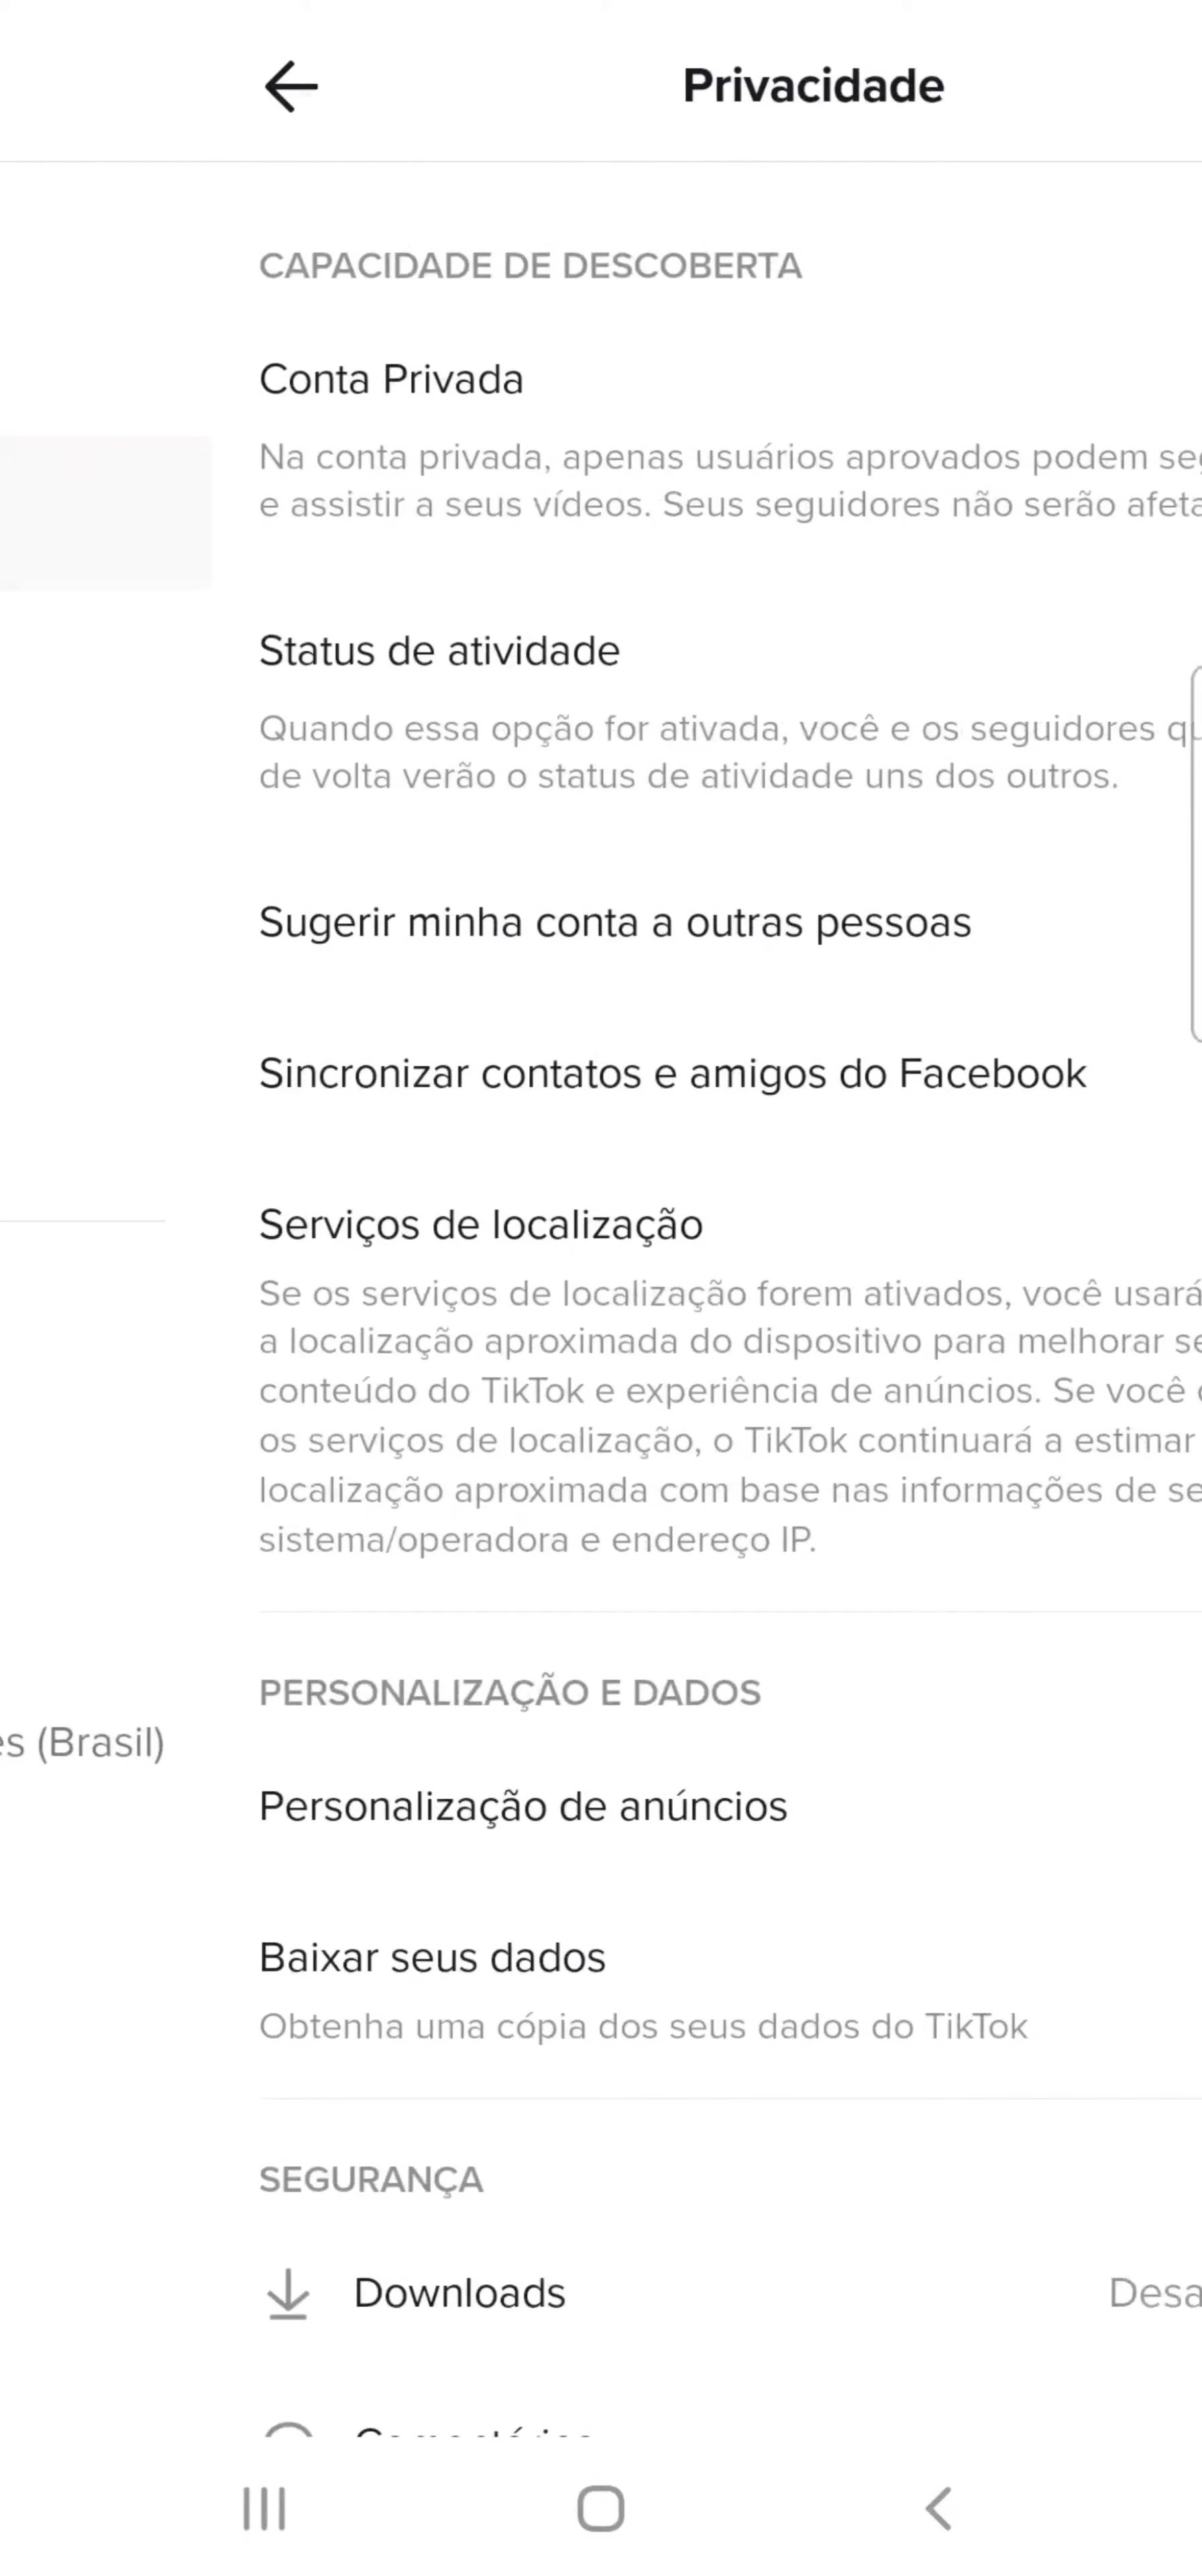 Privacidade
CAPACIDADE DE DESCOBERTA
Conta Privada
Na conta privada, apenas usuários aprovados podem
e assistir a seus vídeos. Seus seguidores não serão
Status de atividade
Quando essa opção for ativada, você e os seguidores
de volta verão o status de atividade uns dos outros.
Sugerir minha conta a outras pessoas
Sincronizar contatos e amigos do Facebook
Serviços de localização
Se os serviços de localização forem ativados, você usará
a localização aproximada do dispositivo para melhorar
conteúdo do TikTok e experiência de anúncios. Se você
os serviços de localização, o TikTok continuará a estimar
localização aproximada com base nas informações de
sistema/operadora e endereço IP.
PERSONALIZAÇÃO E DADOS
(Brasil)
Personalização de anúncios
Baixar seus dados
Obtenha uma cópia dos seus dados do TikTok
SEGURANÇA
Downloads